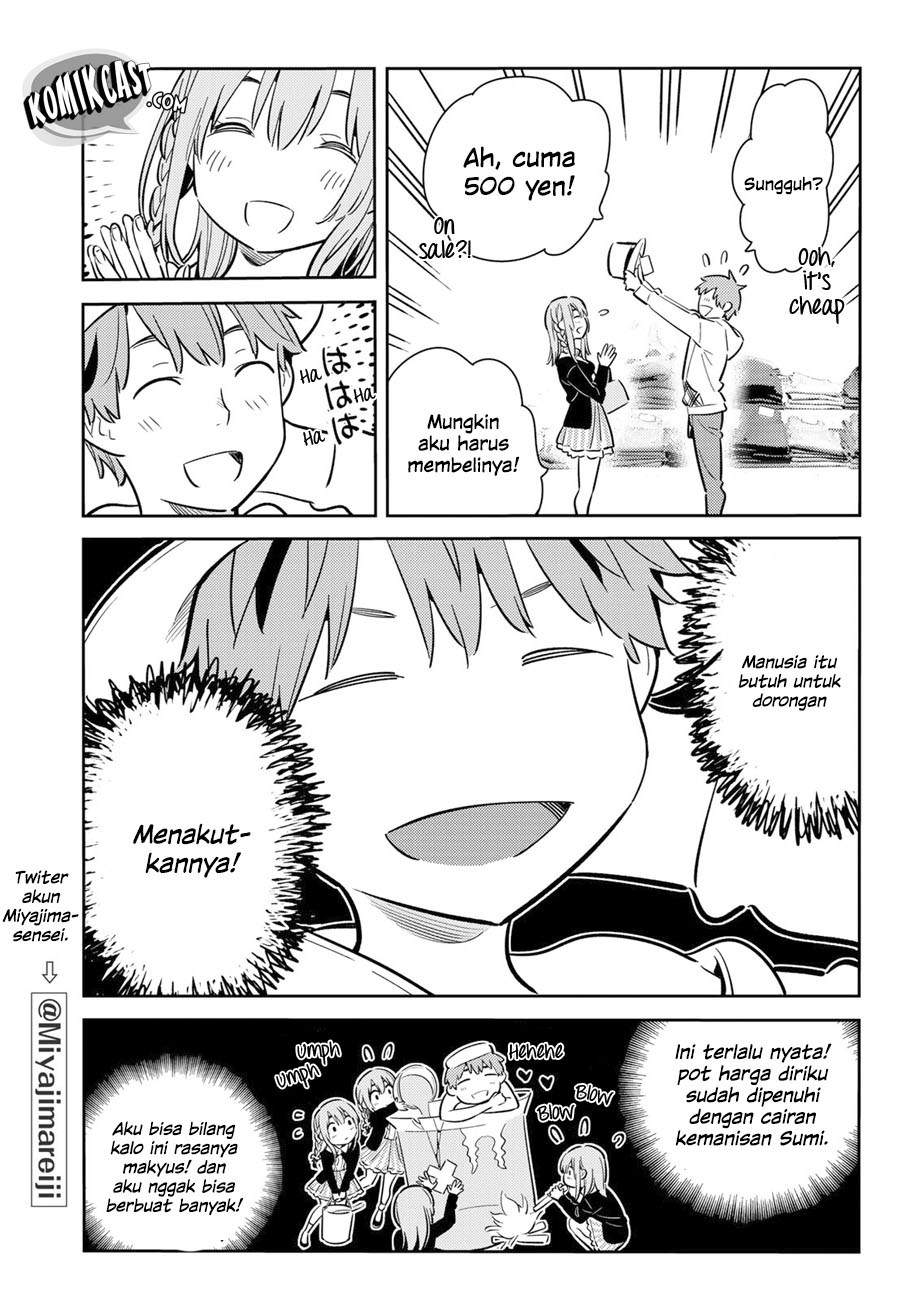 KOMIKCAST
.COM
Sungguh?
Ooh,
it's
cheap
Ah, cuma
500 yen!
On
sale?!
Mungkin
aku harus
membelinya!
ははは
Ha
Ha
Ha
Manusia itu
butuh untuk
dorongan
Menakut-
kannya!
Twiter
akun
Miyajima-
sensei.
⇩
@Miyajimareiji
Ini terlalu nyata!
pot harga diriku
sudah dipenuhi
dengan cairan
kemanisan Sumi.
Hehehe
Blow
Blow
Umph
Umph
Aku bisa bilang
kalo ini rasanya
makyus! dan
aku nggak bisa
berbuat banyak!